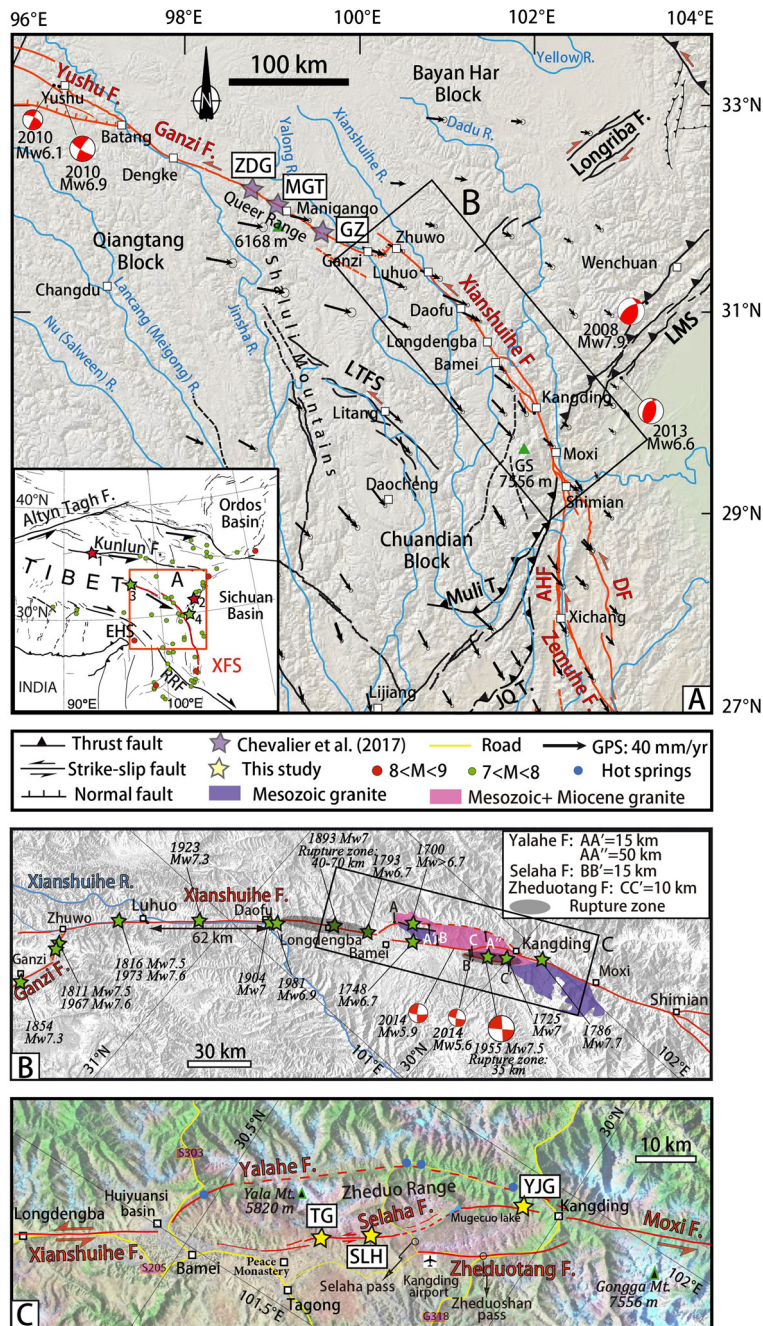 96°E
98°E
100°E
102°E
104°E
33°N
31°N
29°N
27°N
100 km
N
Yellow R.
Bayan Har
Block
Yushu F.
Yushu
2010
Mw6.1
2010
Mw6.9
Batang
Ganzi F.
Dengke
Yalong R.
Xianshuihe R.
Dadu R.
Longriba F.
ZDG
MGT
Manigango
GZ
Queer Range
6168 m
B
Qiangtang
Block
Ganzi
Zhuwo
Luhuo
Wenchuan
Changdu
Shaluli Mountains
Daofu
Xianshuihe F.
Lancang (Meigong) R.
Jinsha R.
Nu (Salween) R.
Longdengba
Bamei
2008
Mw7.9
LMS
LTFS
Litang
Kangding
2013
Mw6.6
GS
7556 m
Moxi
Daocheng
Shimian
Chuandian
Block
Muli T.
AHF
DF
Xichang
Zemuhe F.
Lijiang
JQ T.
A
40°N
Altyn Tagh F.
Ordos
Basin
Kunlun F.
1
TIBET
A
3
2
4
Sichuan
Basin
30°N
EHS
XFS
RRF
INDIA
90°E
100°E
Thrust fault
Chevalier et al. (2017)
Road
GPS: 40 mm/yr
Strike-slip fault
This study
8<M<9
7<M<8
Hot springs
Normal fault
Mesozoic granite
Mesozoic+ Miocene granite
1923
Mw7.3
1893 Mw7
Rupture zone:
40-70 km
1793
Mw6.7
1700
Mw>6.7
Yalahe F: AA'=15 km
AA''=50 km
Selaha F: BB'=15 km
Zheduotang F: CC'=10 km
Rupture zone
Xianshuihe R.
Luhuo
Xianshuihe F.
Daofu
Zhuwo
62 km
Longdengba
Bamei
A
A'
B
C
A''
B'
C'
Kangding
C
Moxi
Ganzi
Ganzi F.
1816 Mw7.5
1973 Mw7.6
1904
Mw7
1981
Mw6.9
1748
Mw6.7
Shimian
1811 Mw7.5
1967 Mw7.6
1854
Mw7.3
2014
Mw5.9
2014
Mw5.6
1955 Mw7.5
Rupture zone:
35 km
1725
Mw7
1786
Mw7.7
B
31°N
30 km
101°E
30°N
102°E
S303
30.5°N
30°N
10 km
Yalahe F.
Huiyuansi
basin
Yala Mt.
5820 m
Zheduo Range
YJG
Longdengba
TG
Selaha F.
Mugecuo lake
Kangding
Moxi F.
Xianshuihe F.
SLH
Zheduotang F.
S205
Bamei
Peace
Monastery
Selaha pass
Kangding
airport
102°E
Gongga Mt.
7556 m
C
101.5°E
Tagong
G318
Zheduoshan
pass